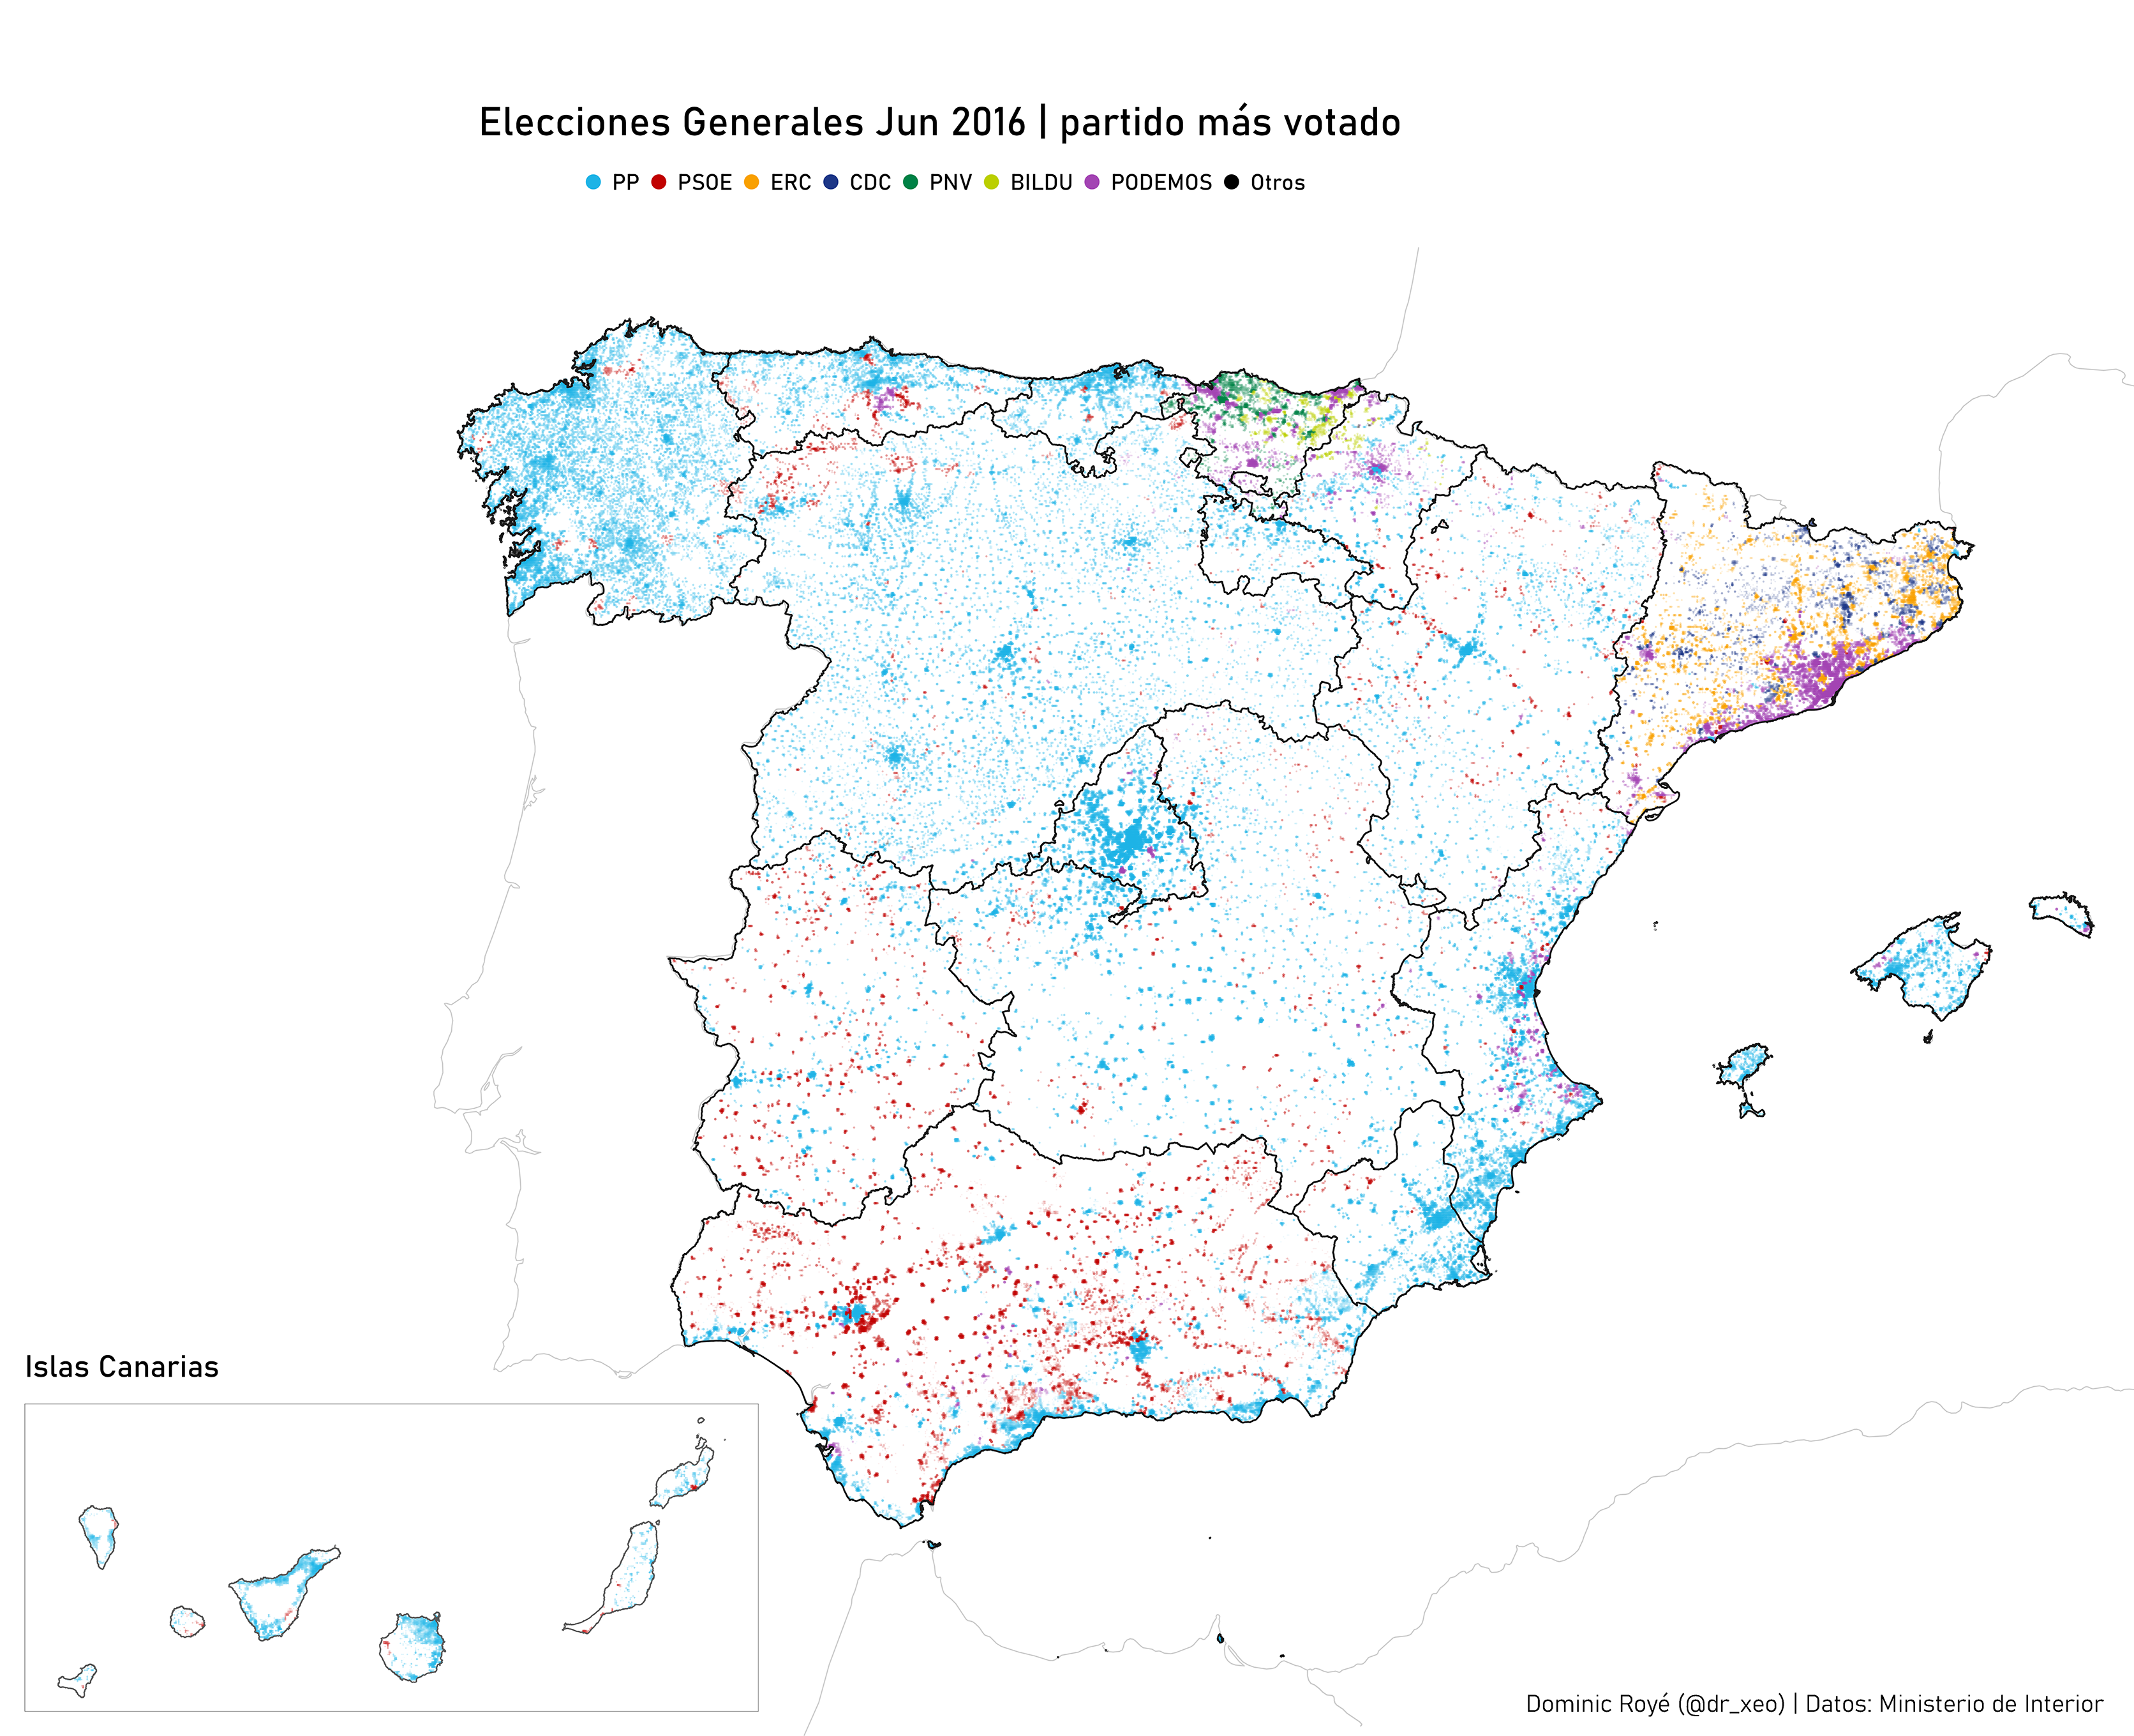 Elecciones Generales Jun 2016 | partido más votado
PP PSOE ERC CDC PNV BILDU PODEMOS Otros
Islas Canarias
Dominic Royé (@dr_xeo) | Datos: Ministerio de Interior